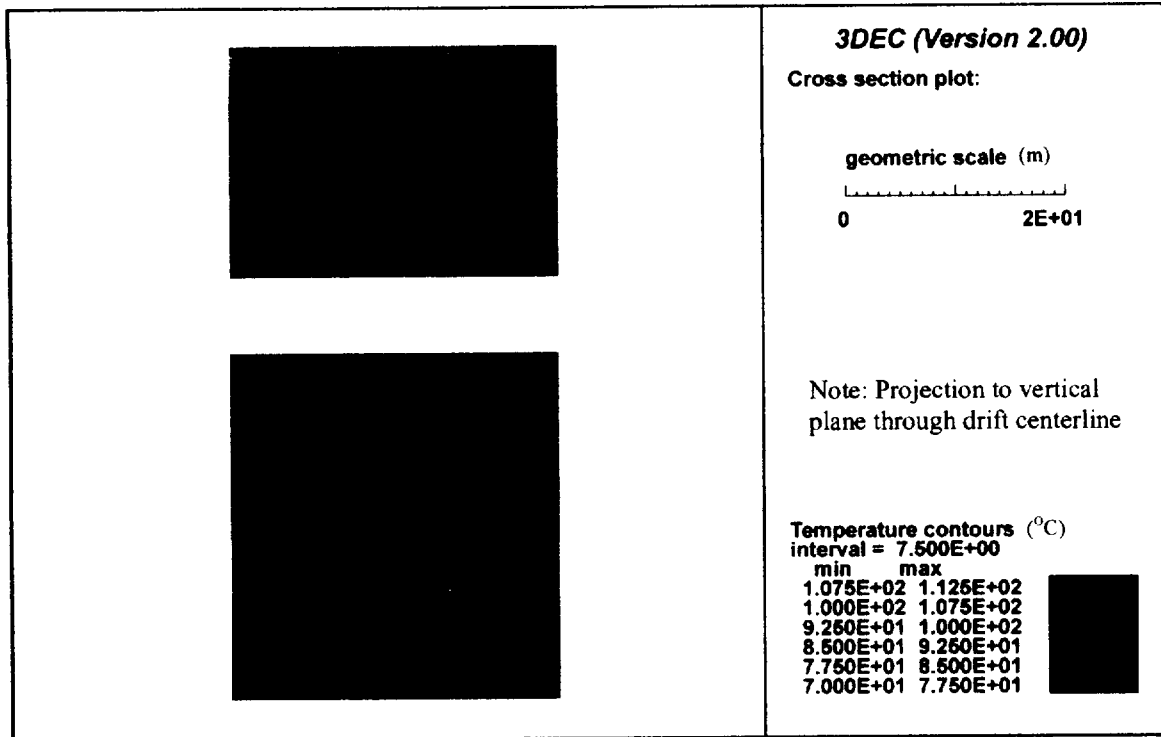 3DEC (Version 2.00)
Cross section plot:
geometric scale (m)
0 2E+01
Note: Projection to vertical
plane through drift centerline
Temperature contours (°C)
interval = 7.500E+00
min max
1.075E+02 1.125E+02
1.000E+02 1.075E+02
9.250E+01 1.000E+02
8.500E+01 9.250E+01
7.750E+01 8.500E+01
7.000E+01 7.750E+01